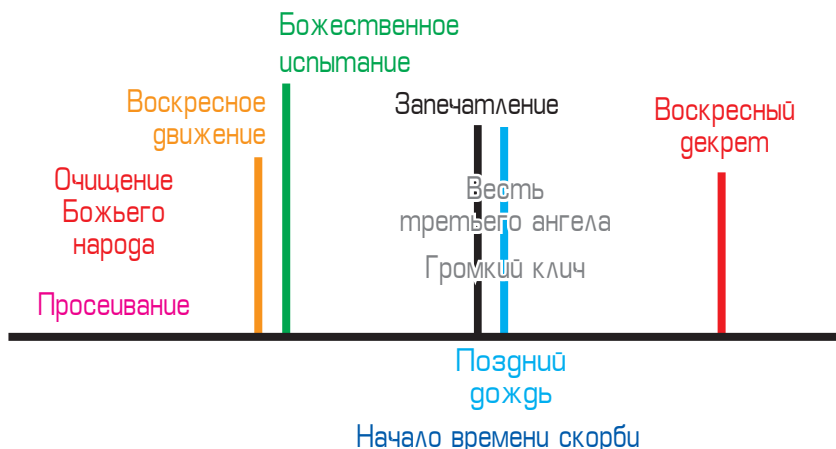 Божественное
испытание
Воскресное
движение
Запечатление
Воскресный
декрет
Очищение
Божьего
народа
Весть
третьего ангела
Громкий клич
Просеивание
Поздний
дождь
Начало времени скорби